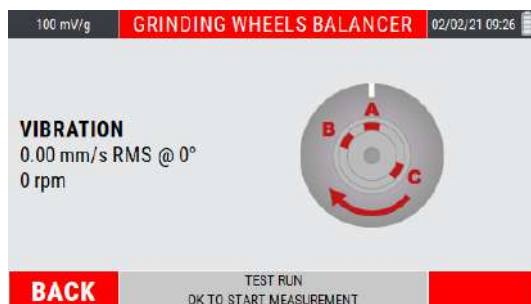 100 mV/g
GRINDING WHEELS BALANCER
02/02/21 09:26
A
B
C
VIBRATION
0.00 mm/s RMS @ 0°
0 rpm
BACK
TEST RUN
OK TO START MEASUREMENT